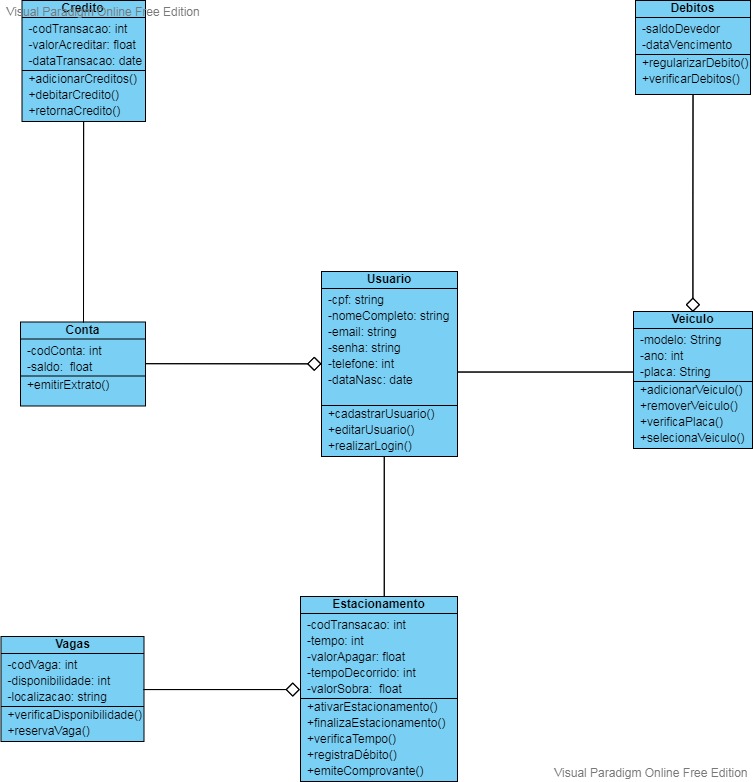 Credito
Visual Paradigm Online Free Edition
-codTransacao: int
-valorAcreditar: float
-dataTransacao: date
+adicionarCreditos()
+debitarCredito()
+retornaCredito()
Debitos
-saldoDevedor
-dataVencimento
+regularizarDebito()
+verificarDebitos()
Usuario
-cpf: string
-nomeCompleto: string
-email: string
-senha: string
-telefone: int
-dataNasc: date
+cadastrarUsuario()
+editarUsuario()
+realizarLogin()
Conta
-codConta: int
-saldo: float
+emitirExtrato()
Veiculo
-modelo: String
-ano: int
-placa: String
+adicionarVeiculo()
+removerVeiculo()
+verificaPlaca()
+selecionaVeiculo()
Estacionamento
-codTransacao: int
-tempo: int
-valorApagar: float
-tempoDecorrido: int
-valorSobra: float
+ativarEstacionamento()
+finalizaEstacionamento()
+verificaTempo()
+registraDébito()
+emiteComprovante()
Vagas
-codVaga: int
-disponibilidade: int
-localizacao: string
+verificaDisponibilidade()
+reservaVaga()
Visual Paradigm Online Free Edition